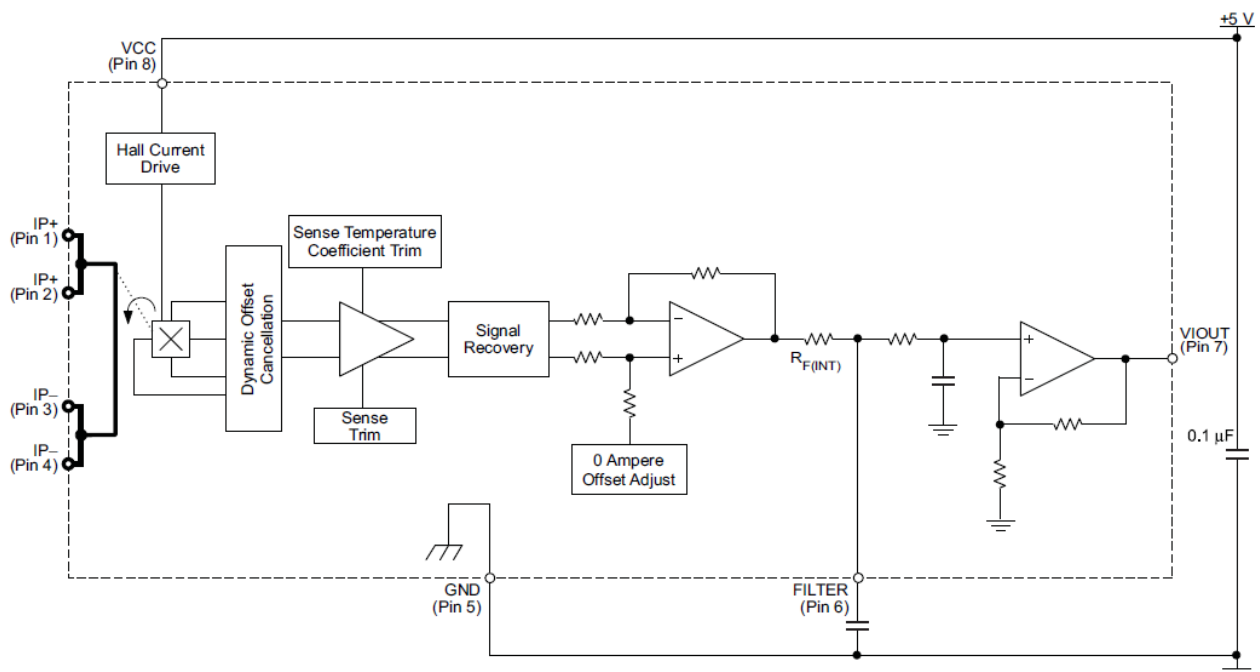 +5 V
VCC
(Pin 8)
Hall Current
Drive
IP+
(Pin 1)
IP+
(Pin 2)
IP–
(Pin 3)
IP–
(Pin 4)
Dynamic Offset
Cancellation
Sense Temperature
Coefficient Trim
Sense
Trim
Signal
Recovery
0 Ampere
Offset Adjust
–
+
RF(INT)
+
–
VIOUT
(Pin 7)
0.1 μF
GND
(Pin 5)
FILTER
(Pin 6)